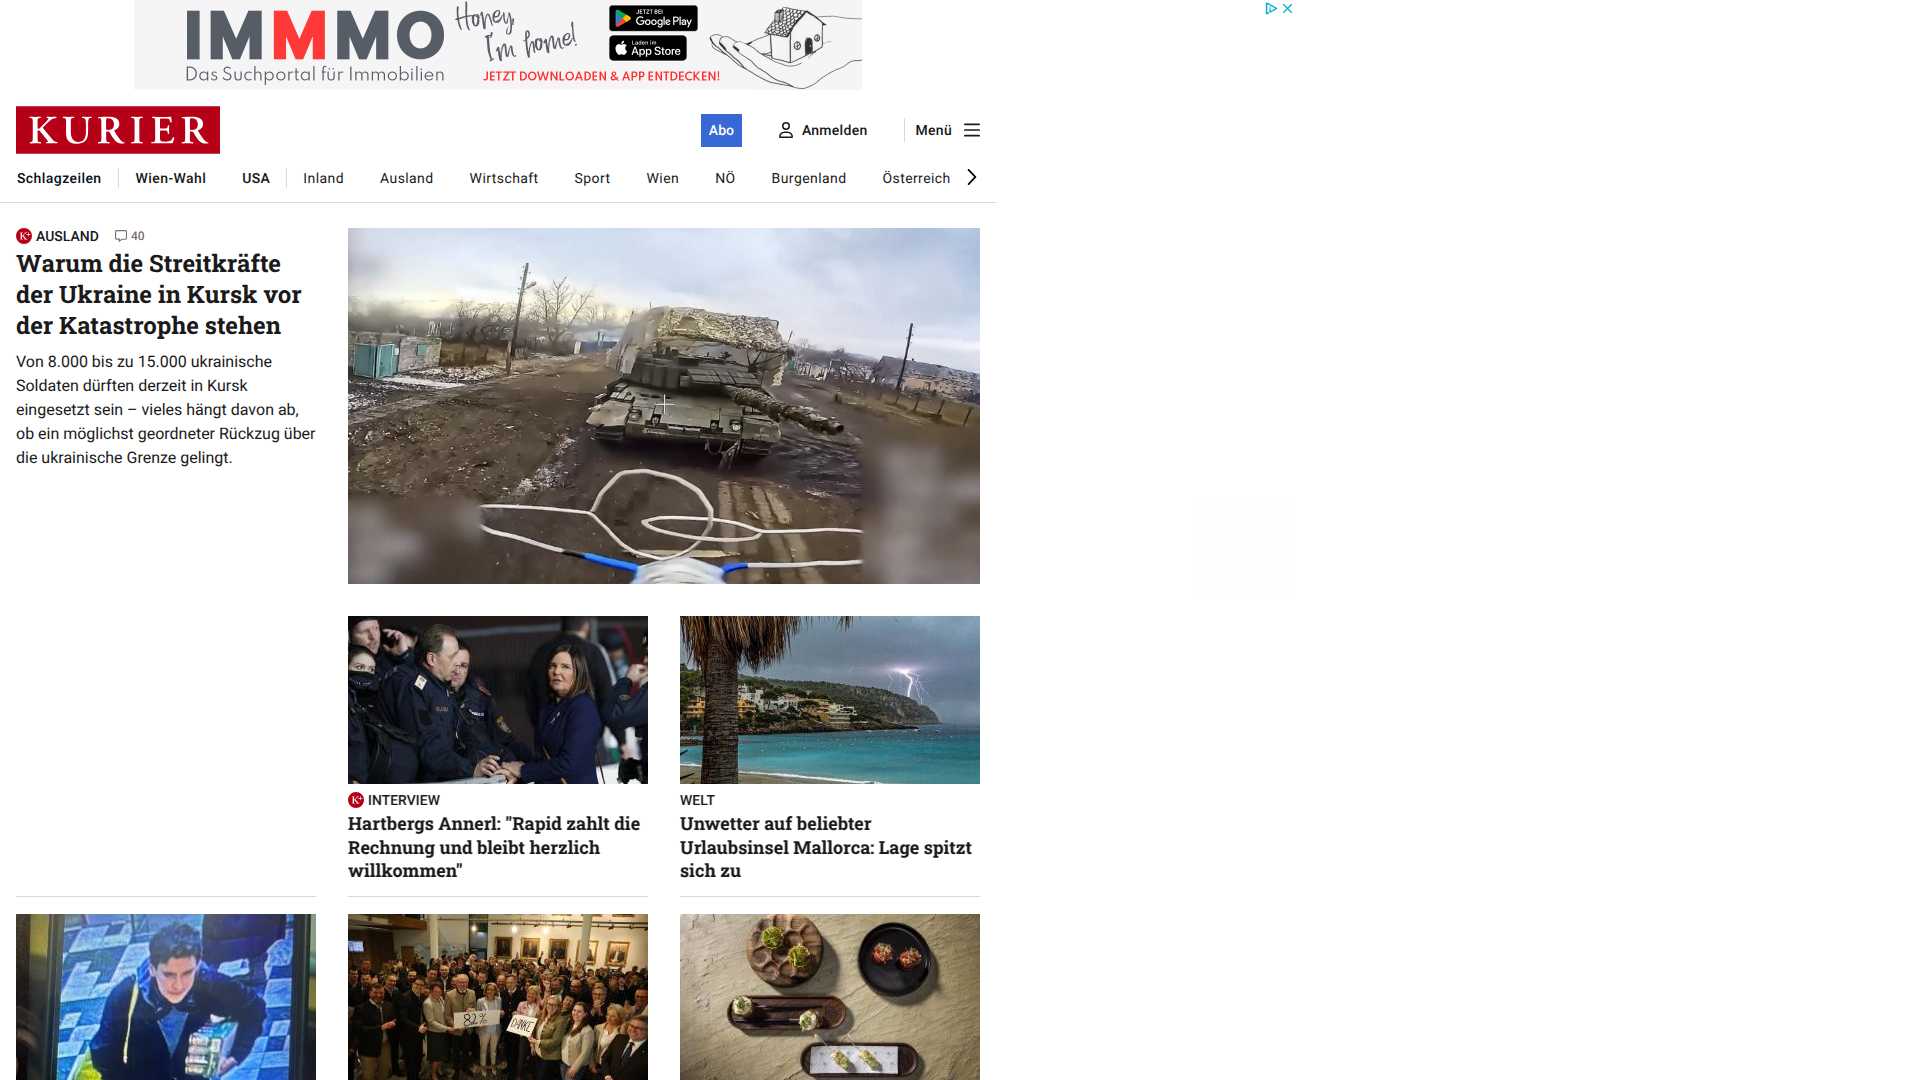 IMMMO
Das Suchportal für Immobilien
Honey,
I'm home!
JETZT BEI
Google Play
Laden im
App Store
JETZT DOWNLOADEN & APP ENTDECKEN!
KURIER
Abo
Anmelden
Menü
Schlagzeilen
Wien-Wahl
USA
Inland
Ausland
Wirtschaft
Sport
Wien
NÖ
Burgenland
Österreich
K+ AUSLAND 40
Warum die Streitkräfte
der Ukraine in Kursk vor
der Katastrophe stehen
Von 8.000 bis zu 15.000 ukrainische
Soldaten dürften derzeit in Kursk
eingesetzt sein – vieles hängt davon ab,
ob ein möglichst geordneter Rückzug über
die ukrainische Grenze gelingt.
K+ INTERVIEW
Hartbergs Annerl: "Rapid zahlt die
Rechnung und bleibt herzlich
willkommen"
WELT
Unwetter auf beliebter
Urlaubsinsel Mallorca: Lage spitzt
sich zu
82%
DANKE